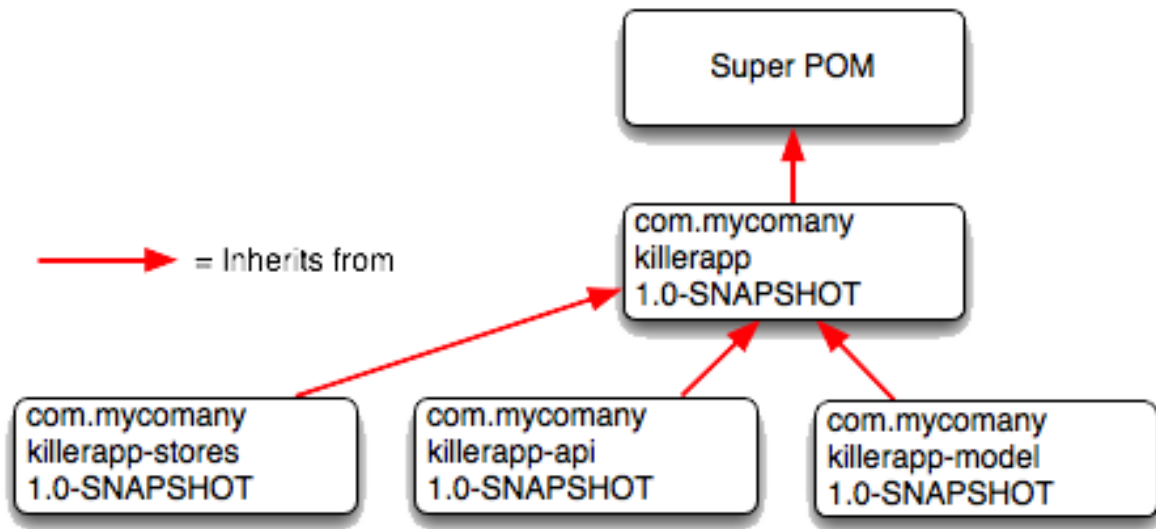 Super POM
com.mycomany
killerapp
1.0-SNAPSHOT
= Inherits from
com.mycomany
killerapp-stores
1.0-SNAPSHOT
com.mycomany
killerapp-api
1.0-SNAPSHOT
com.mycomany
killerapp-model
1.0-SNAPSHOT